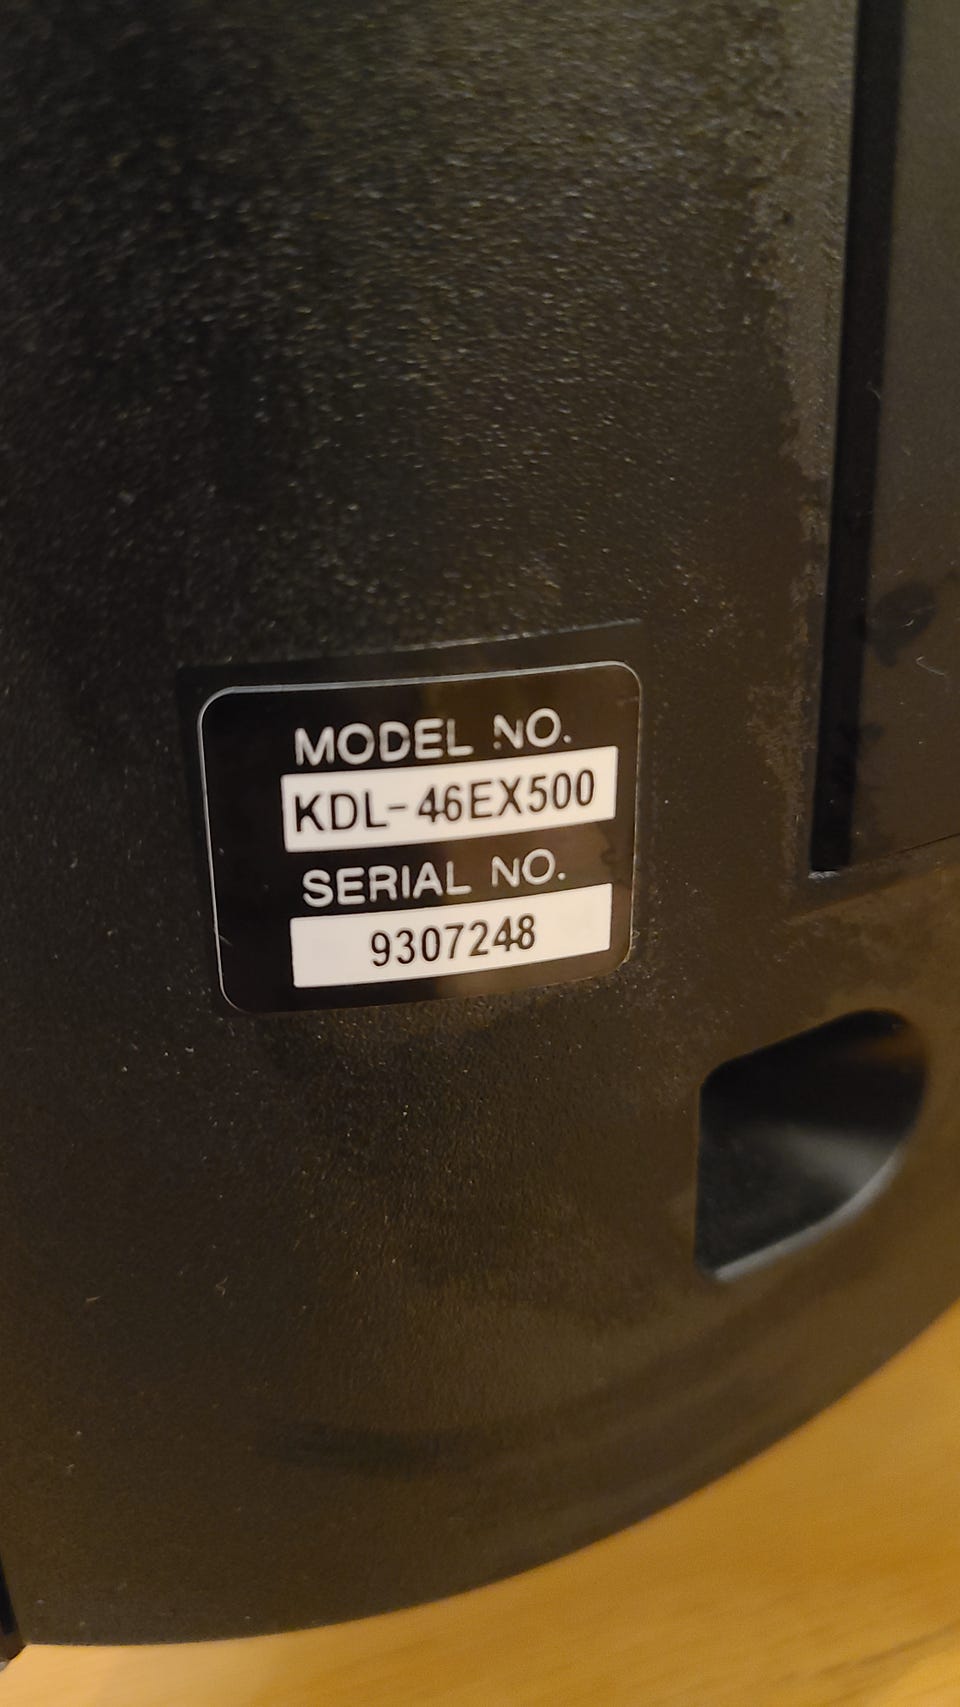 MODEL NO.
KDL-46EX500
SERIAL NO.
9307248